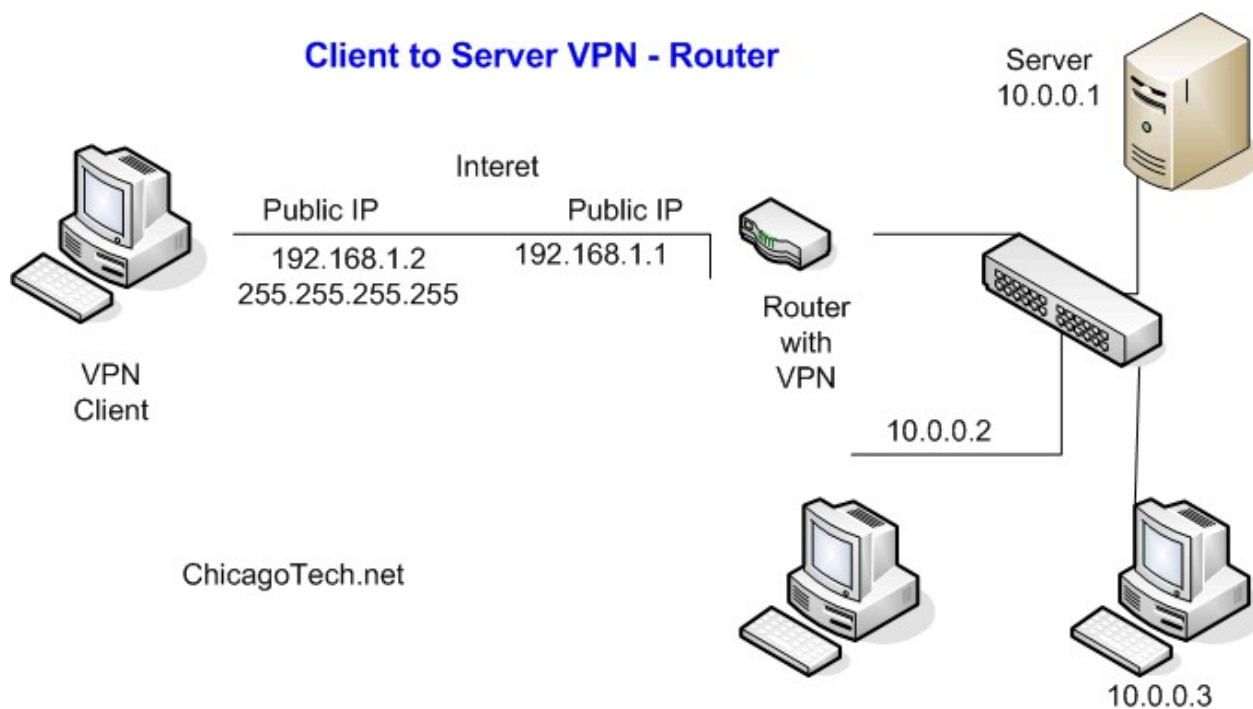 Client to Server VPN - Router
Server
10.0.0.1
Interet
Public IP
Public IP
192.168.1.2
255.255.255.255
192.168.1.1
Router
with
VPN
VPN
Client
10.0.0.2
ChicagoTech.net
10.0.0.3